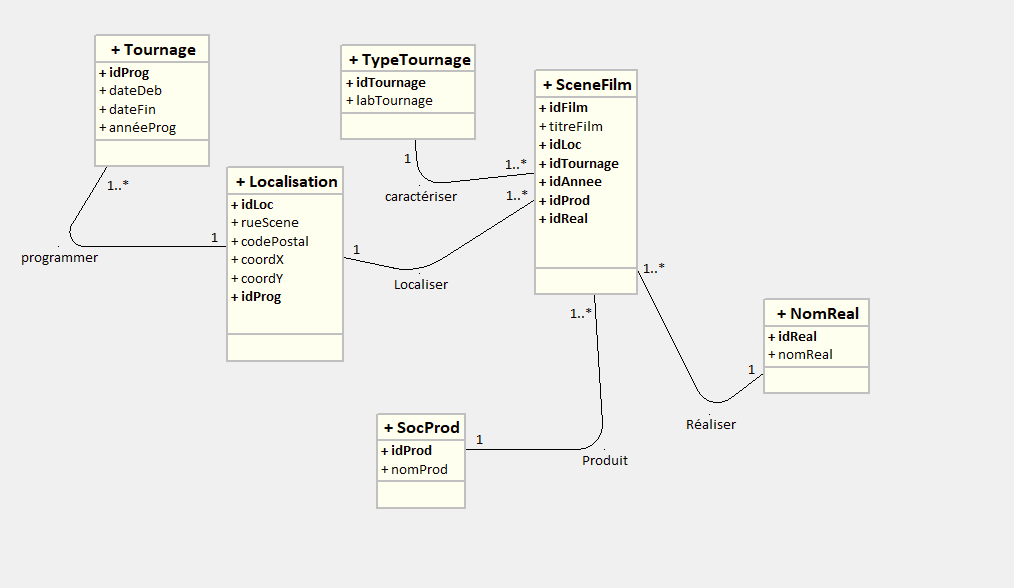 + Tournage
+ idProg
+ dateDeb
+ dateFin
+ annéeProg
1..*
programmer
1
+ TypeTournage
+ idTournage
+ labTournage
1
1..*
caractériser
+ SceneFilm
+ idFilm
+ titreFilm
+ idLoc
+ idTournage
+ idAnnee
+ idProd
+ idReal
+ Localisation
+ idLoc
+ rueScene
+ codePostal
+ coordX
+ coordY
+ idProg
1
1..*
Localiser
1..*
1..*
+ NomReal
+ idReal
+ nomReal
1
Réaliser
+ SocProd
+ idProd
+ nomProd
1
Produit